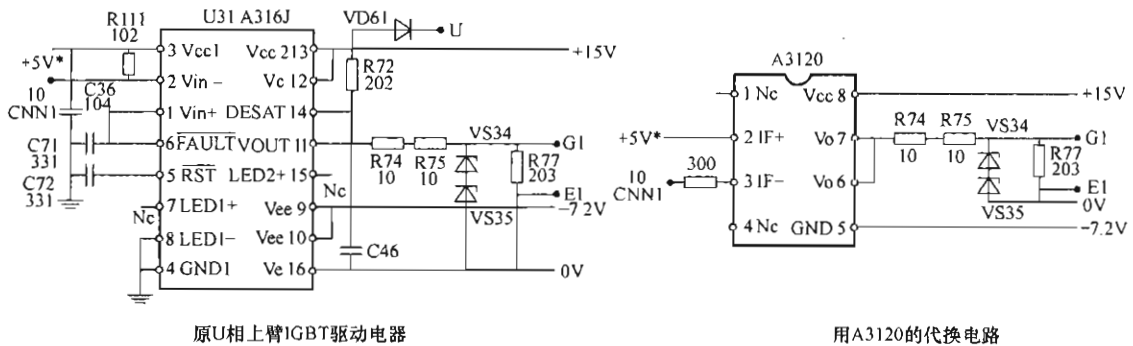 U31 A316J
R111
102
+5V*
10
CNN1
C36
104
C71
331
C72
331
Nc
3 Vcc1
2 Vin -
1 Vin+
6 FAULT
5 RST
7 LED1+
8 LED1-
4 GND1
Vcc 2 13
Vc 12
DESAT 14
VOUT 11
LED2+ 15
Vee 9
Vee 10
Ve 16
VD61
U
R72
202
+15V
R74
10
R75
10
VS34
VS35
R77
203
G1
E1
-7.2V
Nc
C46
0V
原U相上臂IGBT驱动电器
A3120
1 Nc
2 IF+
3 IF-
4 Nc
Vcc 8
Vo 7
Vo 6
GND 5
+5V*
300
10
CNN1
+15V
R74
10
R75
10
VS34
VS35
R77
203
G1
E1
0V
-7.2V
用A3120的代换电路